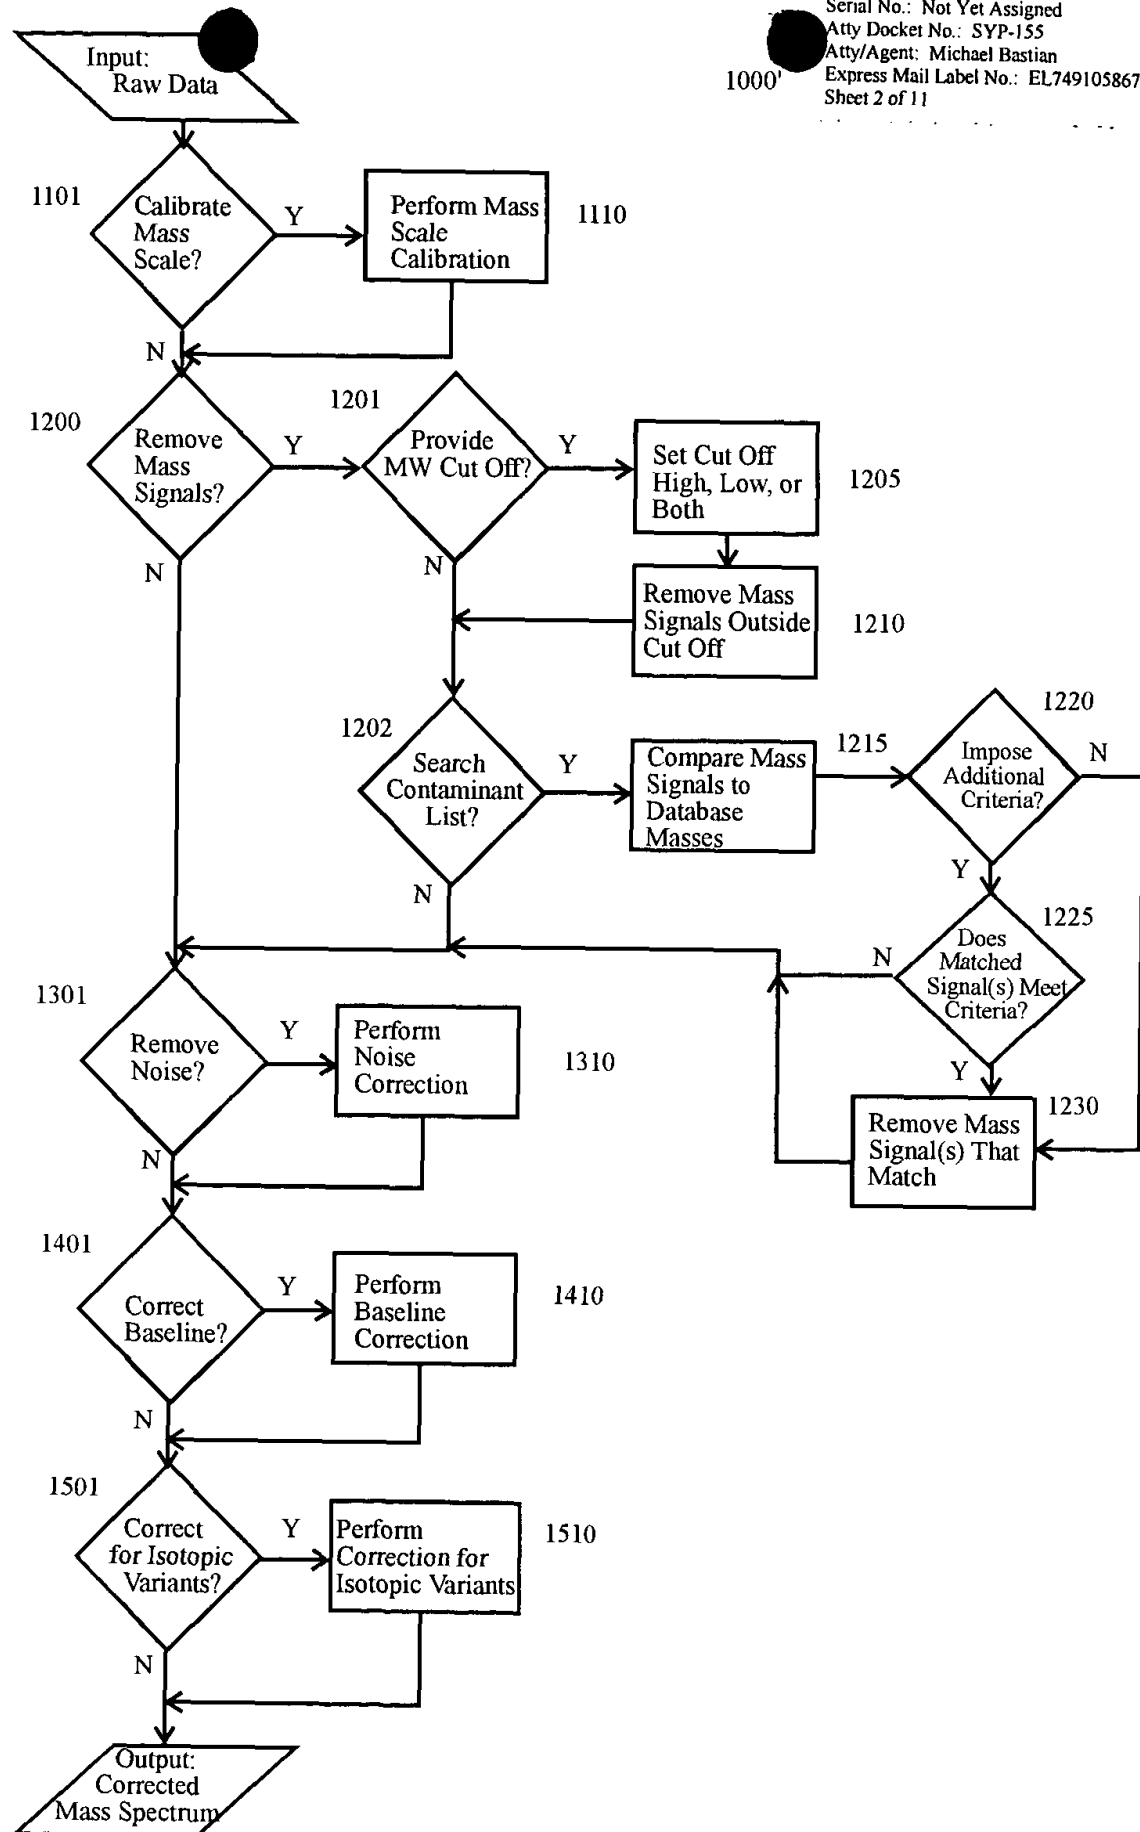 Serial No.: Not Yet Assigned
Atty Docket No.: SYP-155
Atty/Agent: Michael Bastian
Express Mail Label No.: EL749105867
Sheet 2 of 11
1000'
Input:
Raw Data
1101
Calibrate
Mass
Scale?
Y
Perform Mass
Scale
Calibration
1110
N
1200
Remove
Mass
Signals?
Y
N
1201
Provide
MW Cut Off?
Y
N
Set Cut Off
High, Low, or
Both
1205
Remove Mass
Signals Outside
Cut Off
1210
1202
Search
Contaminant
List?
Y
N
Compare Mass
Signals to
Database
Masses
1215
1220
Impose
Additional
Criteria?
N
Y
1225
Does
Matched
Signal(s) Meet
Criteria?
N
Y
1230
Remove Mass
Signal(s) That
Match
1301
Remove
Noise?
Y
Perform
Noise
Correction
1310
N
1401
Correct
Baseline?
Y
Perform
Baseline
Correction
1410
N
1501
Correct
for Isotopic
Variants?
Y
Perform
Correction for
Isotopic Variants
1510
N
Output:
Corrected
Mass Spectrum